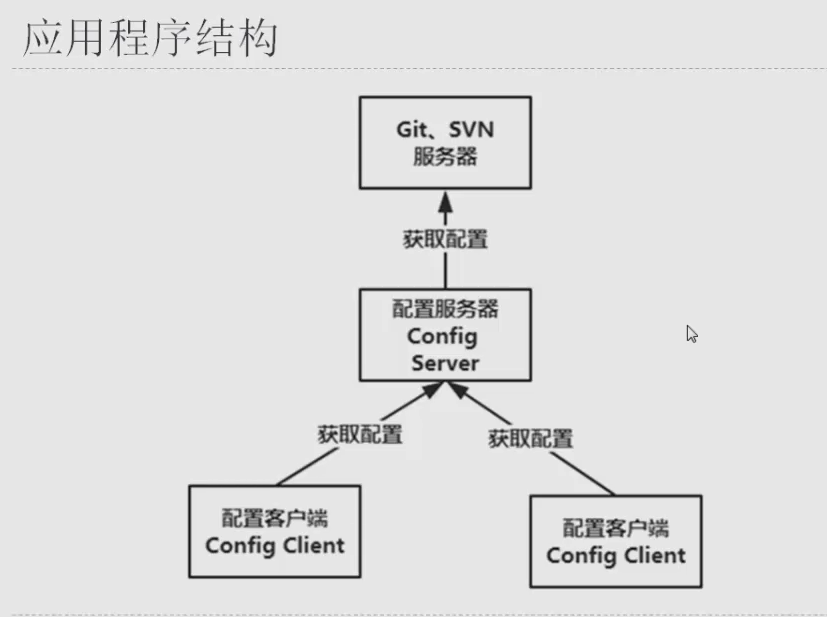 应用程序结构
Git、SVN
服务器
获取配置
配置服务器
Config
Server
获取配置
获取配置
配置客户端
Config Client
配置客户端
Config Client